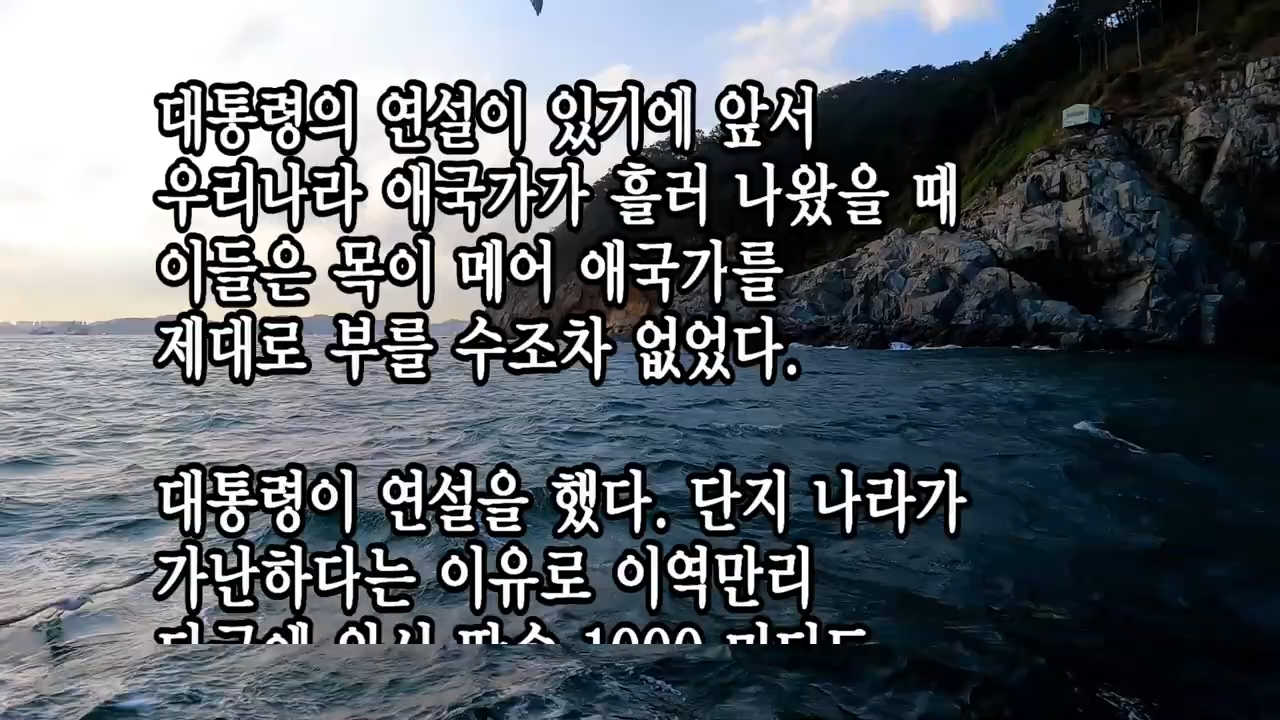 대통령의 연설이 있기에 앞서
우리나라 애국가가 흘러 나왔을 때
이들은 목이 메어 애국가를
제대로 부를 수조차 없었다.
대통령이 연설을 했다. 단지 나라가
가난하다는 이유로 이역만리